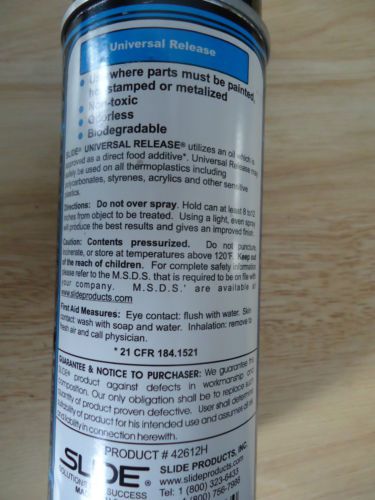 Universal Release
• Use where parts must be painted,
hot stamped or metalized
• Non-toxic
• Odorless
• Biodegradable
SLIDE® UNIVERSAL RELEASE® utilizes an oil which is
approved as a direct food additive*. Universal Release may
safely be used on all thermoplastics including
polycarbonates, styrenes, acrylics and other sensitive
plastics.
Directions: Do not over spray. Hold can at least 8 to12
inches from object to be treated. Using a light, even spray
will produce the best results and gives an improved finish.
Caution: Contents pressurized. Do not puncture,
incinerate, or store at temperatures above 120°F. Keep out
of the reach of children. For complete safety information
please refer to the M.S.D.S. that is required to be on file with
your company. M.S.D.S.' are available at
www.slideproducts.com
First Aid Measures: Eye contact: flush with water. Skin
contact: wash with soap and water. Inhalation: remove to
fresh air and call physician.
* 21 CFR 184.1521
GUARANTEE & NOTICE TO PURCHASER: We guarantee this
SLIDE® product against defects in workmanship and
composition. Our only obligation shall be to replace such
quantity of product proven defective. User shall determine
suitability of product for his intended use and assumes all risk
and liability in connection herewith.
PRODUCT # 42612H
SLIDE
SLIDE PRODUCTS, INC.
www.slideproducts.com
SOLUTIONS
SUCCESS
Tel: 1 (800) 323-6433
1 (800) 756-7986